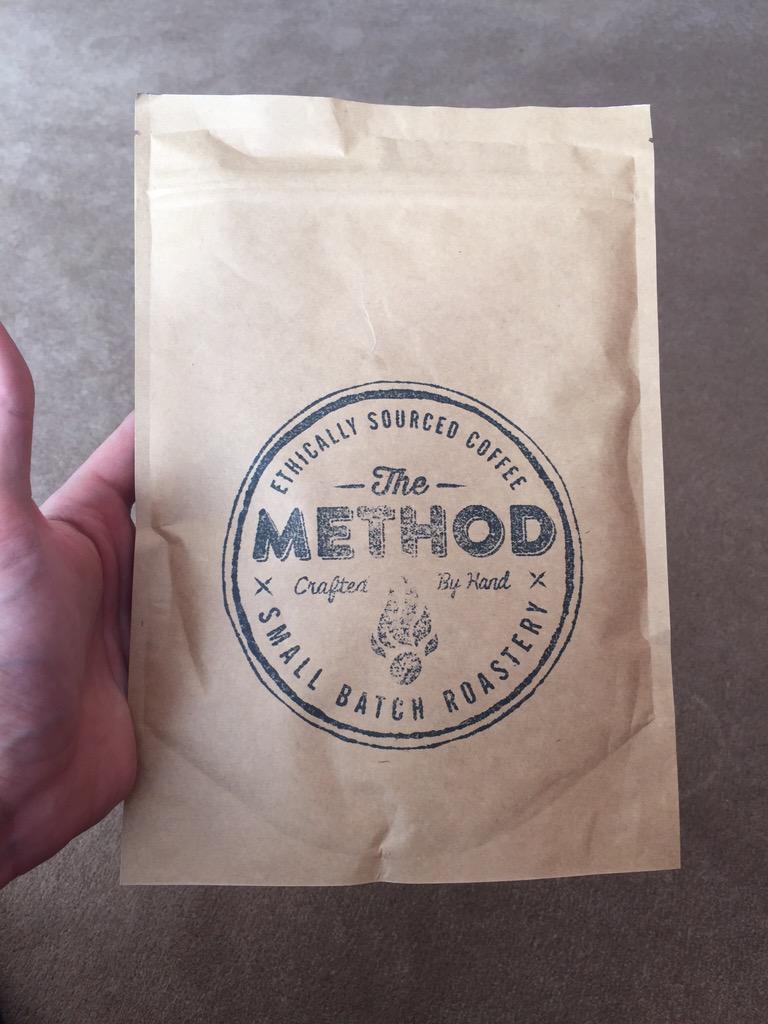 ETHICALLY SOURCED COFFEE
The
METHOD
Crafted By Hand
SMALL BATCH ROASTERY